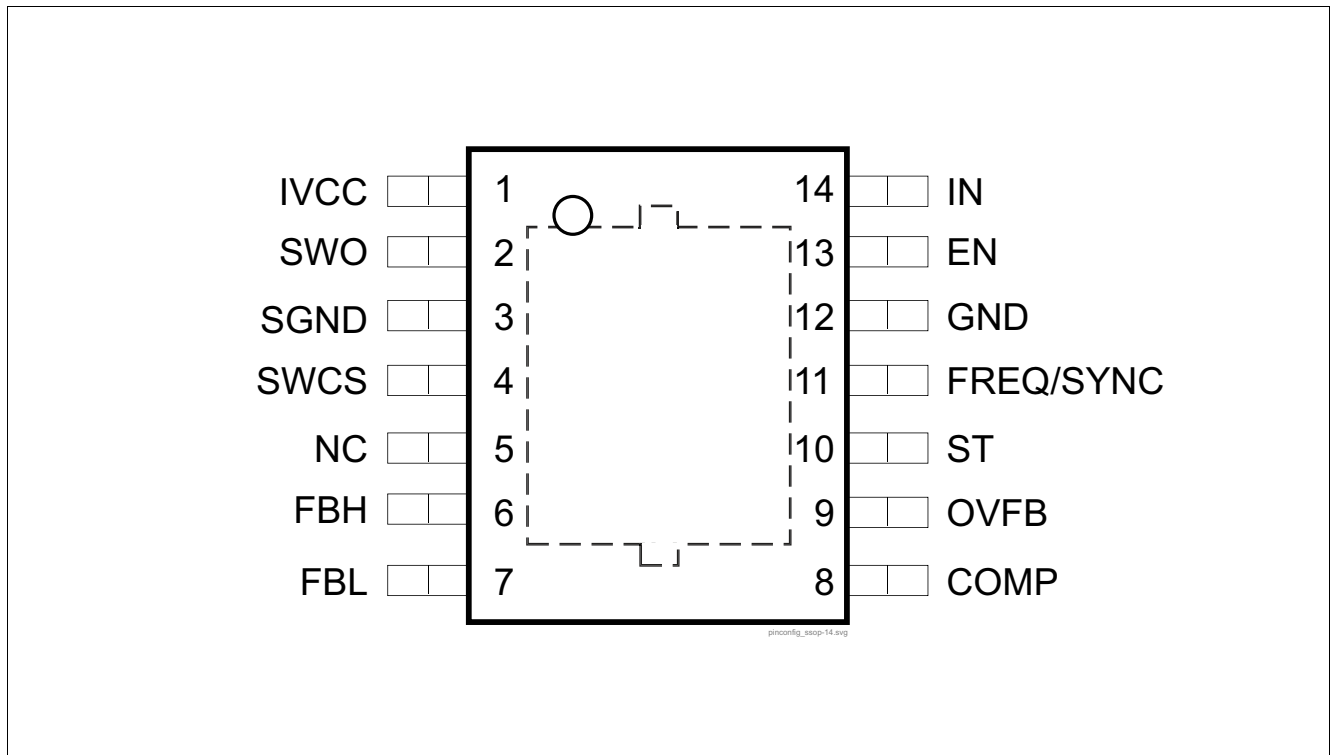 IVCC 1 14 IN
SWO 2 13 EN
SGND 3 12 GND
SWCS 4 11 FREQ/SYNC
NC 5 10 ST
FBH 6 9 OVFB
FBL 7 8 COMP
pinconfig_ssop-14.svg